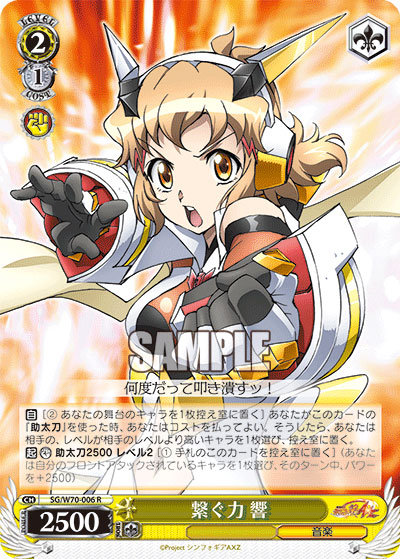 LEVEL
2
1
COST
SAMPLE
何度だって叩き潰すッ！
自【② あなたの舞台のキャラを1枚控え室に置く】あなたがこのカードの
『助太刀』を使った時、あなたはコストを払ってよい。そうしたら、あなたは
相手の、レベルが相手のレベルより高いキャラを1枚選び、控え室に置く。
起 助太刀2500 レベル2【① 手札のこのカードを控え室に置く】（あなた
は自分のフロントアタックされているキャラを1枚選び、そのターン中、パワー
を+2500）
CH
SG/W70-006 R
2500
繋ぐ力 響
音楽
©Project シンフォギアAXZ